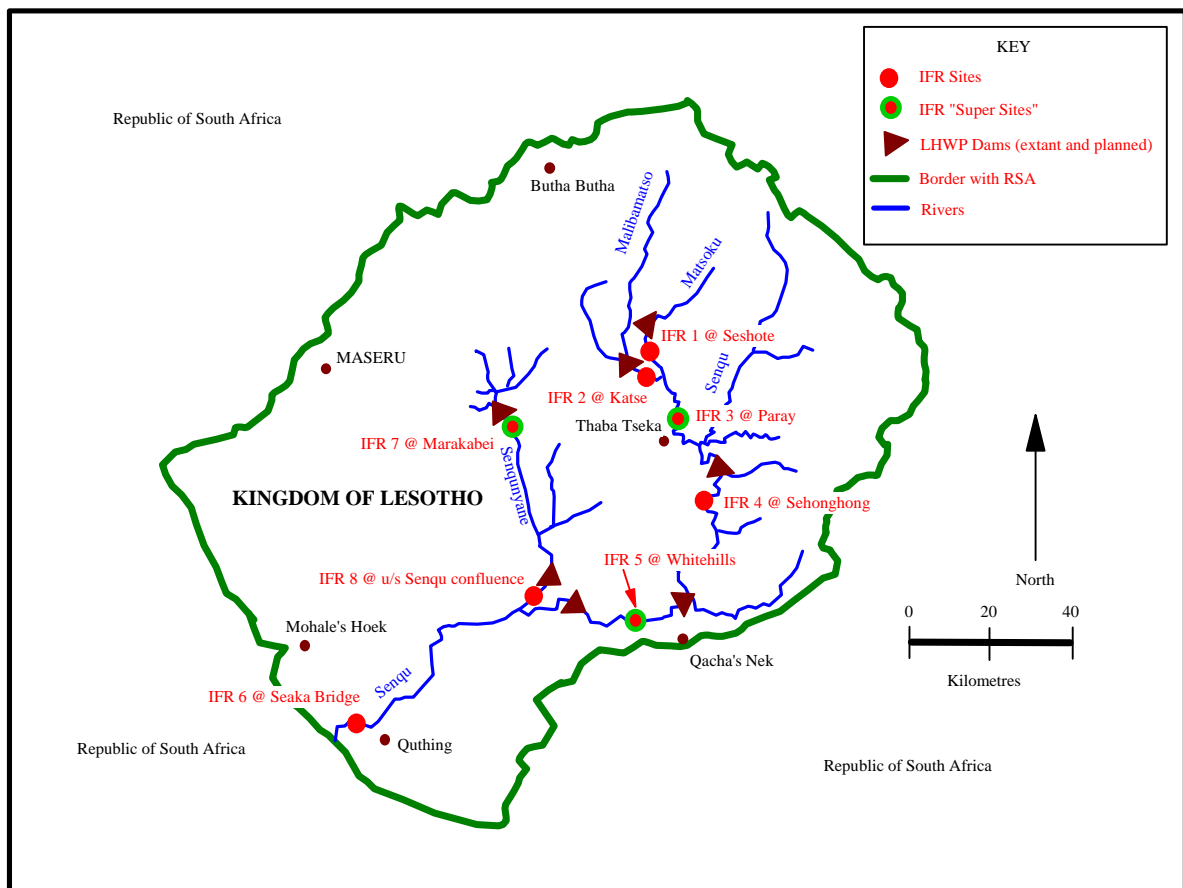 KEY
IFR Sites
IFR "Super Sites"
LHWP Dams (extant and planned)
Border with RSA
Rivers
Republic of South Africa
Butha Butha
Malibamatso
Matsoku
IFR 1 @ Seshote
MASERU
Senqu
IFR 2 @ Katse
IFR 3 @ Paray
Thaba Tseka
IFR 7 @ Marakabei
Senqunyane
KINGDOM OF LESOTHO
IFR 4 @ Sehonghong
IFR 5 @ Whitehills
IFR 8 @ u/s Senqu confluence
North
0 20 40
Kilometres
Mohale's Hoek
Qacha's Nek
Senqu
IFR 6 @ Seaka Bridge
Quthing
Republic of South Africa
Republic of South Africa